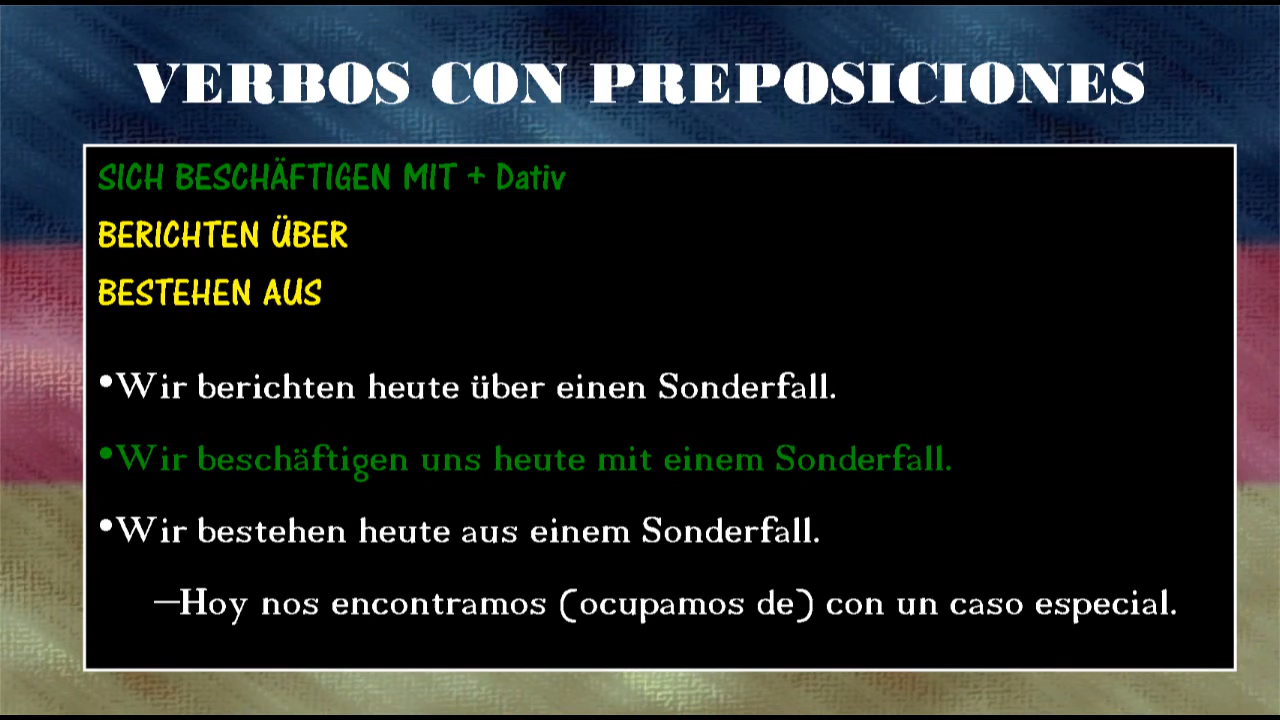 VERBOS CON PREPOSICIONES
SICH BESCHÄFTIGEN MIT + Dativ
BERICHTEN ÜBER
BESTEHEN AUS
•Wir berichten heute über einen Sonderfall.
•Wir beschäftigen uns heute mit einem Sonderfall.
•Wir bestehen heute aus einem Sonderfall.
–Hoy nos encontramos (ocupamos de) con un caso especial.